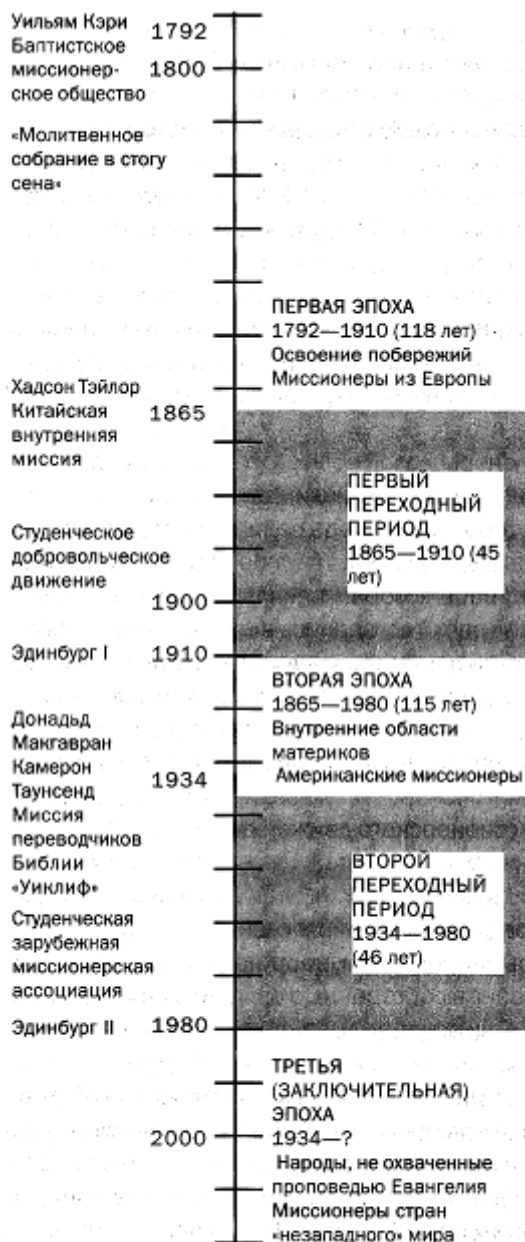 Уильям Кэри
Баптистское
миссионер-
ское общество
1792
1800
«Молитвенное
собрание в стогу
сена«
ПЕРВАЯ ЭПОХА
1792—1910 (118 лет)
Освоение побережий
Миссионеры из Европы
Хадсон Тэйлор
Китайская
внутренняя
миссия
1865
ПЕРВЫЙ
ПЕРЕХОДНЫЙ
ПЕРИОД
1865—1910 (45
лет)
Студенческое
добровольческое
движение
1900
Эдинбург I
1910
ВТОРАЯ ЭПОХА
1865—1980 (115 лет)
Внутренние области
материков
Американские миссионеры
Донадьд
Макгавран
Камерон
Таунсенд
Миссия
переводчиков
Библии
«Уиклиф»
1934
ВТОРОЙ
ПЕРЕХОДНЫЙ
ПЕРИОД
1934—1980
(46 лет)
Студенческая
зарубежная
миссионерская
ассоциация
Эдинбург II
1980
ТРЕТЬЯ
(ЗАКЛЮЧИТЕЛЬНАЯ)
ЭПОХА
1934—?
Народы, не охваченные
проповедью Евангелия
Миссионеры стран
«незападного» мира
2000